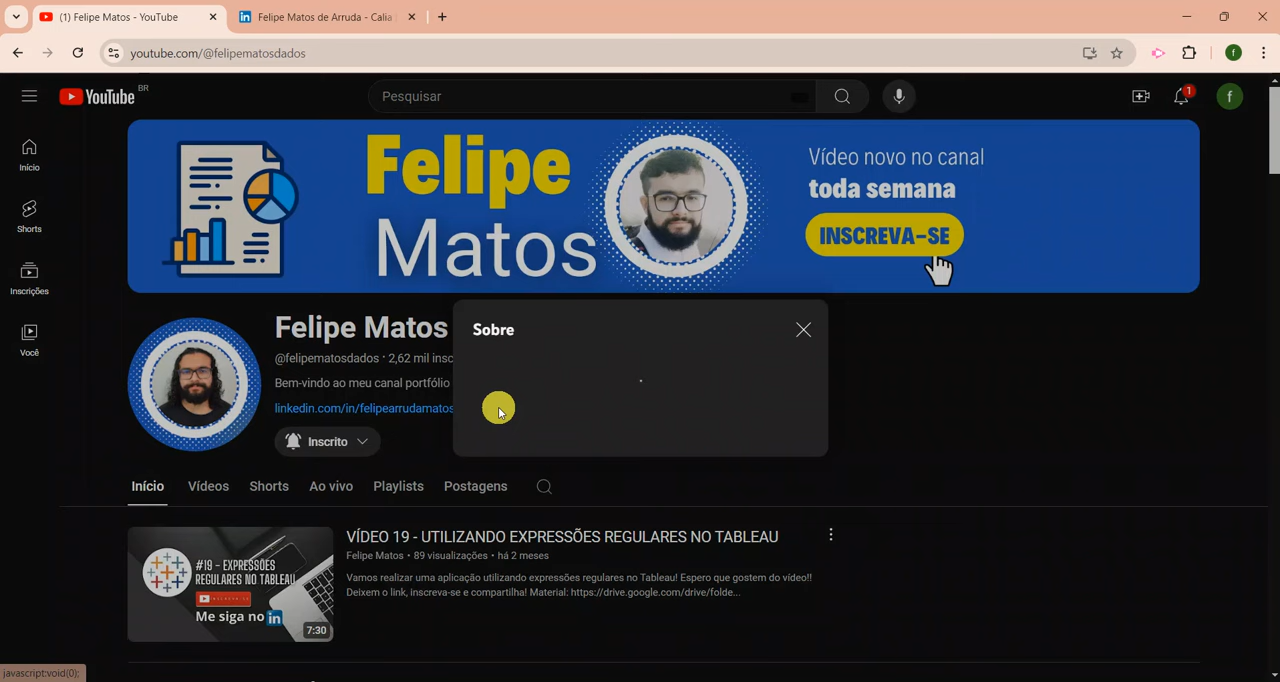 (1) Felipe Matos - YouTube
Felipe Matos de Arruda - Calia
youtube.com/@felipematosdados
f
YouTube BR
Pesquisar
1
f
Início
Shorts
Inscrições
Você
Felipe
Matos
Vídeo novo no canal
toda semana
INSCREVA-SE
Felipe Matos
@felipematosdados • 2,62 mil insc
Bem-vindo ao meu canal portfólio
linkedin.com/in/felipearrudamatos
Inscrito
Sobre
Início
Vídeos
Shorts
Ao vivo
Playlists
Postagens
#19 - EXPRESSÕES
REGULARES NO TABLEAU
INSCREVA-SE
Me siga no in
7:30
VÍDEO 19 - UTILIZANDO EXPRESSÕES REGULARES NO TABLEAU
Felipe Matos • 89 visualizações • há 2 meses
Vamos realizar uma aplicação utilizando expressões regulares no Tableau! Espero que gostem do vídeo!!
Deixem o link, inscreva-se e compartilha! Material: https://drive.google.com/drive/folde...
javascript:void(0);